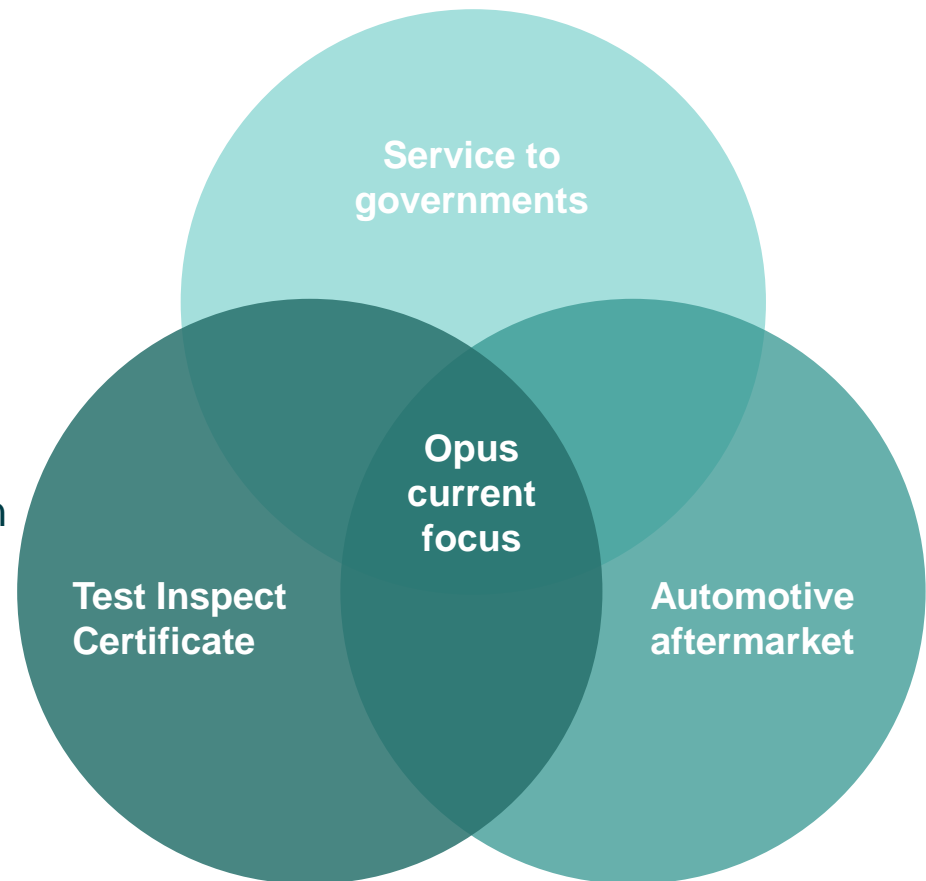 Service to
governments
Opus
current
focus
Test Inspect
Certificate
Automotive
aftermarket